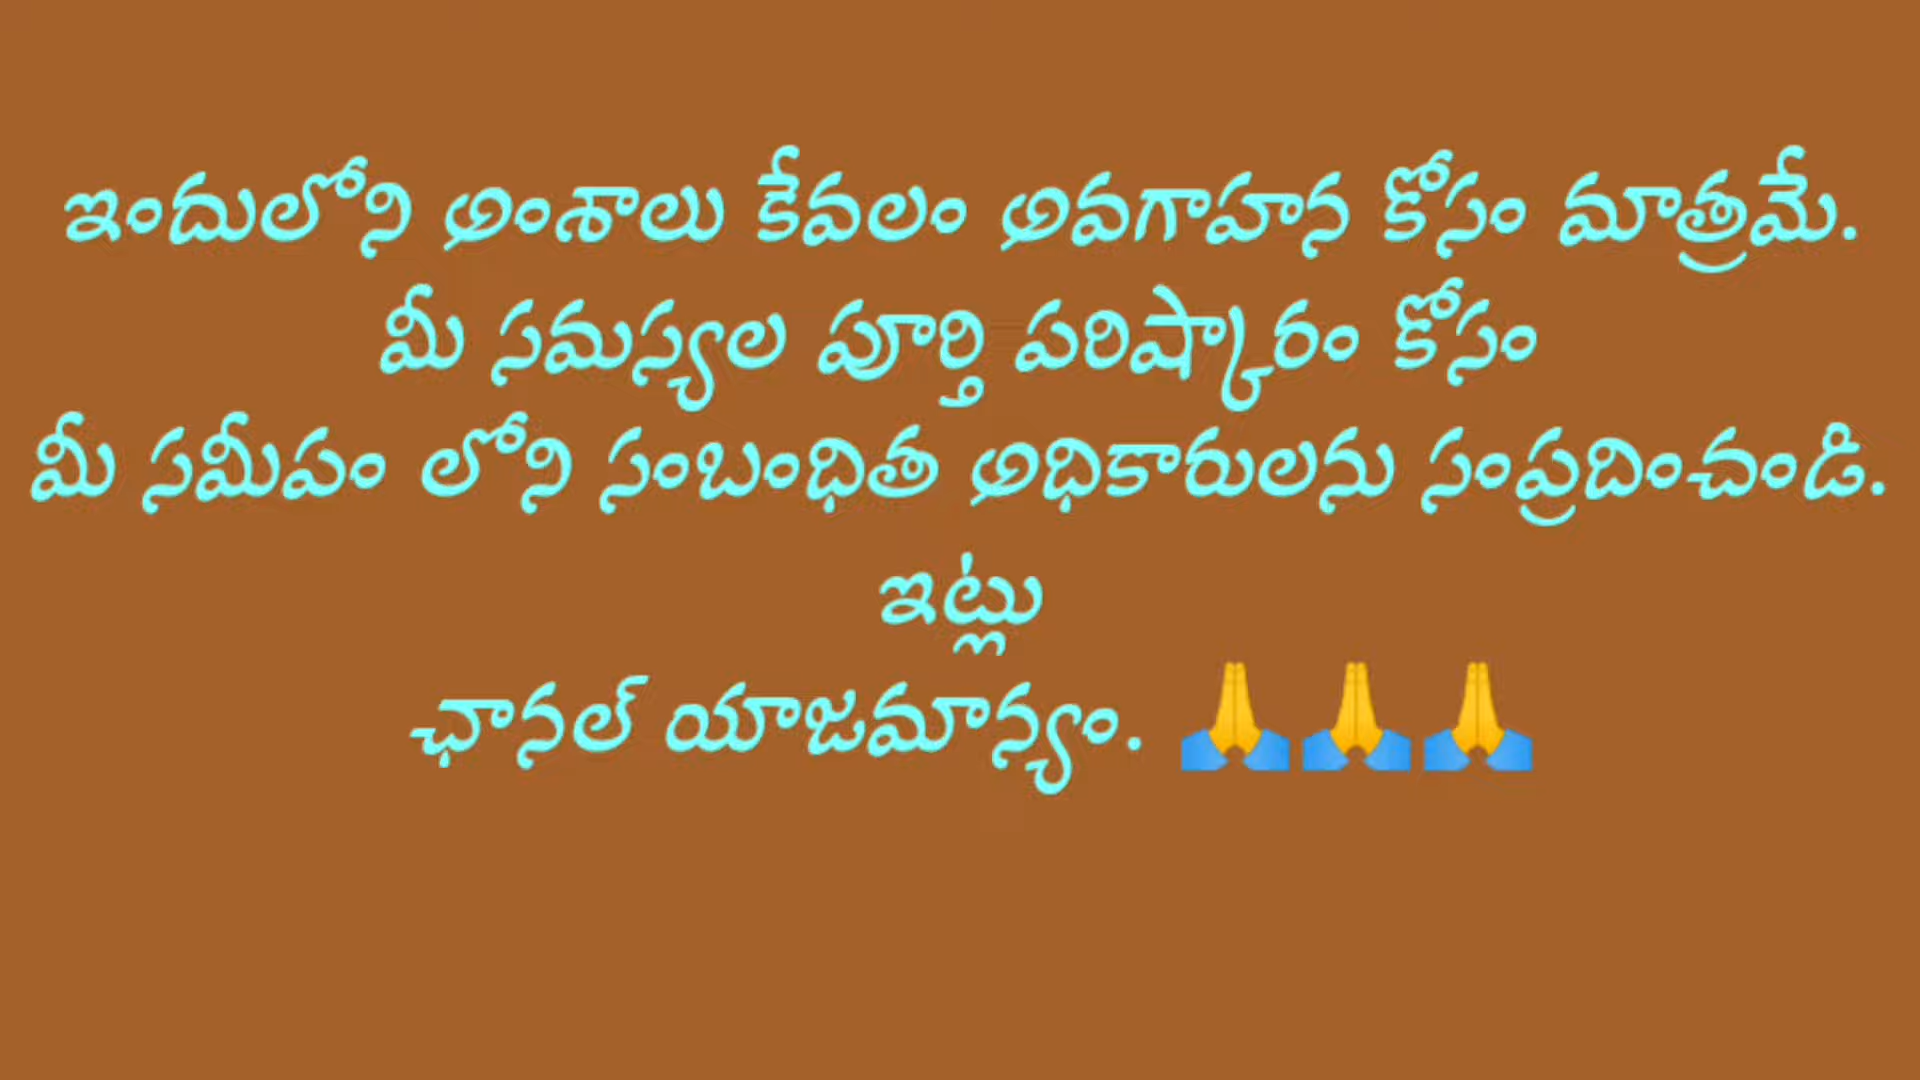 ఇందులోని అంశాలు కేవలం అవగాహన కోసం మాత్రమే.
మీ సమస్యల పూర్తి పరిష్కారం కోసం
మీ సమీపం లోని సంబంధిత అధికారులను సంప్రదించండి.
ఇట్లు
ఛానల్ యాజమాన్యం. 🙏🙏🙏